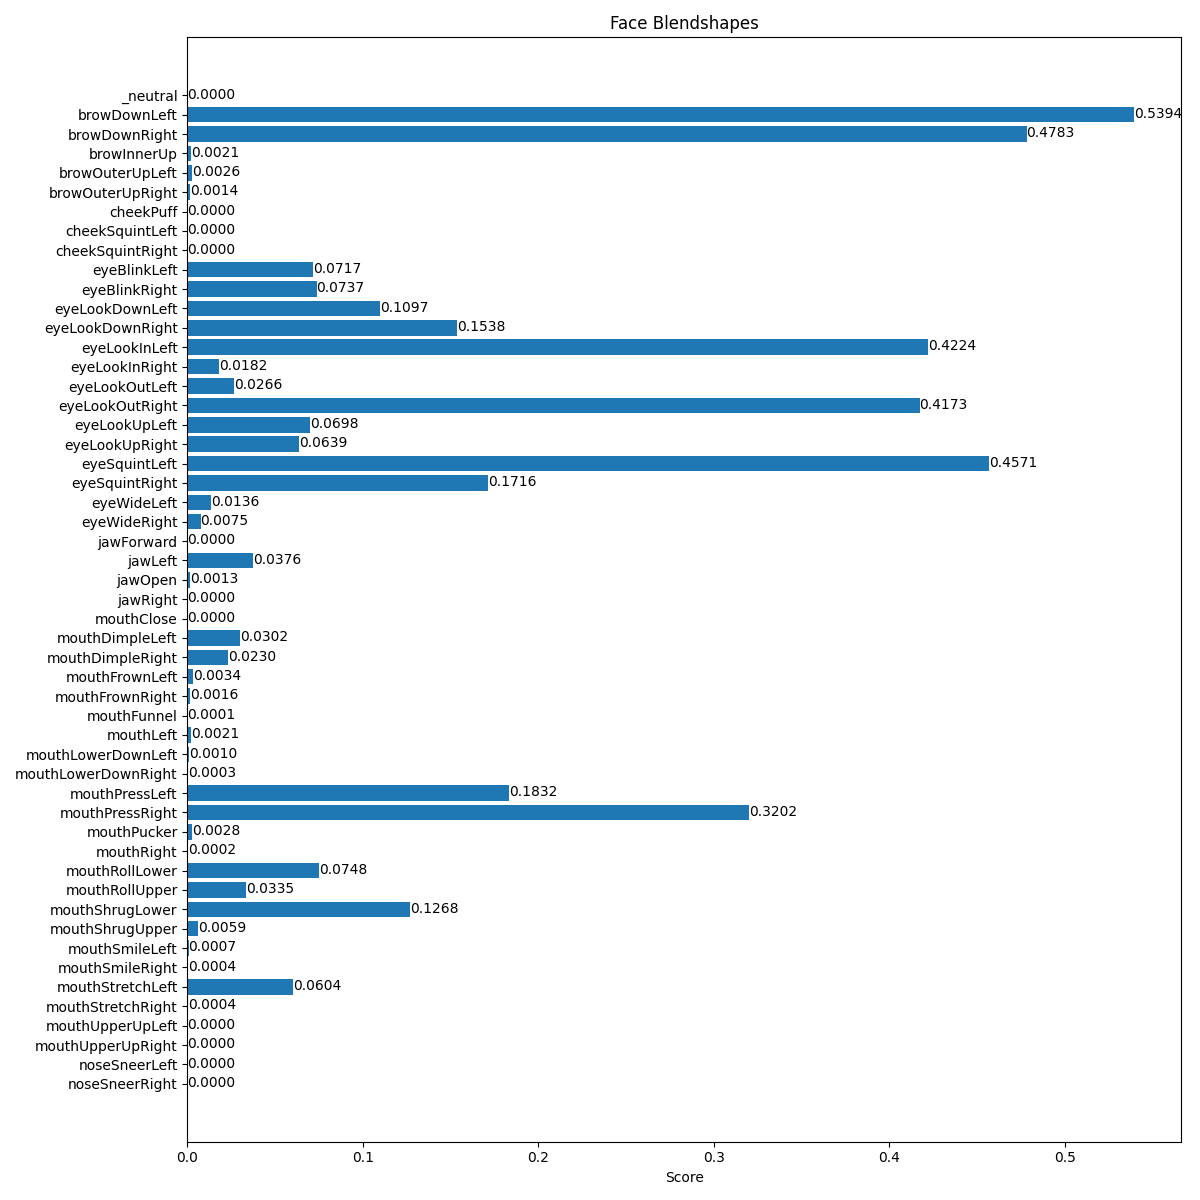 Face Blendshapes
_neutral 0.0000
browDownLeft 0.5394
browDownRight 0.4783
browInnerUp 0.0021
browOuterUpLeft 0.0026
browOuterUpRight 0.0014
cheekPuff 0.0000
cheekSquintLeft 0.0000
cheekSquintRight 0.0000
eyeBlinkLeft 0.0717
eyeBlinkRight 0.0737
eyeLookDownLeft 0.1097
eyeLookDownRight 0.1538
eyeLookInLeft 0.4224
eyeLookInRight 0.0182
eyeLookOutLeft 0.0266
eyeLookOutRight 0.4173
eyeLookUpLeft 0.0698
eyeLookUpRight 0.0639
eyeSquintLeft 0.4571
eyeSquintRight 0.1716
eyeWideLeft 0.0136
eyeWideRight 0.0075
jawForward 0.0000
jawLeft 0.0376
jawOpen 0.0013
jawRight 0.0000
mouthClose 0.0000
mouthDimpleLeft 0.0302
mouthDimpleRight 0.0230
mouthFrownLeft 0.0034
mouthFrownRight 0.0016
mouthFunnel 0.0001
mouthLeft 0.0021
mouthLowerDownLeft 0.0010
mouthLowerDownRight 0.0003
mouthPressLeft 0.1832
mouthPressRight 0.3202
mouthPucker 0.0028
mouthRight 0.0002
mouthRollLower 0.0748
mouthRollUpper 0.0335
mouthShrugLower 0.1268
mouthShrugUpper 0.0059
mouthSmileLeft 0.0007
mouthSmileRight 0.0004
mouthStretchLeft 0.0604
mouthStretchRight 0.0004
mouthUpperUpLeft 0.0000
mouthUpperUpRight 0.0000
noseSneerLeft 0.0000
noseSneerRight 0.0000
0.0 0.1 0.2 0.3 0.4 0.5
Score